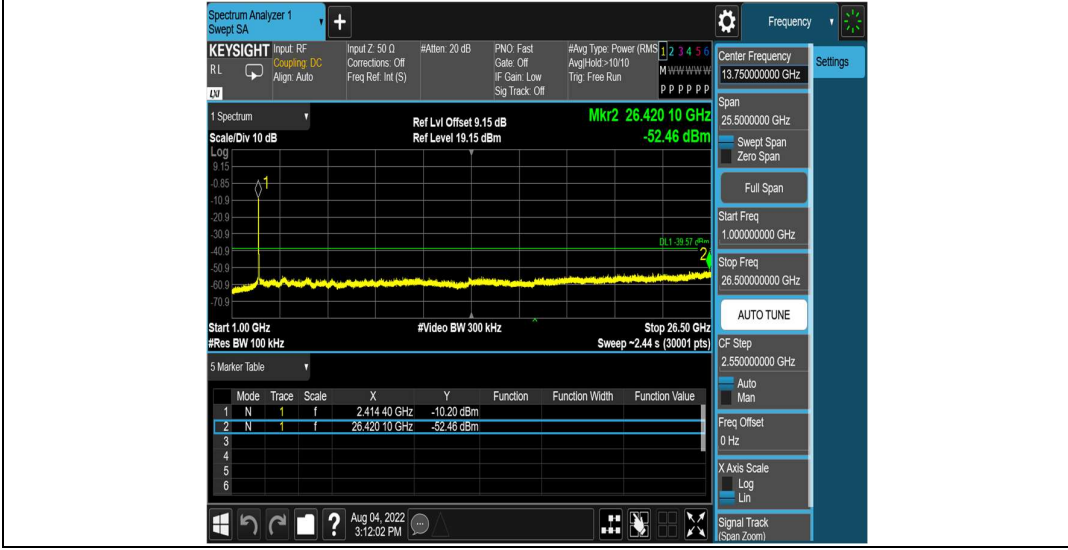 Spectrum Analyzer 1
Swept SA
+
Frequency
KEYSIGHT
RL
LXI
Input: RF
Coupling: DC
Align: Auto
Input Z: 50 Ω
Corrections: Off
Freq Ref: Int (S)
#Atten: 20 dB
PNO: Fast
Gate: Off
IF Gain: Low
Sig Track: Off
#Avg Type: Power (RMS
Avg|Hold:>10/10
Trig: Free Run
1 2 3 4 5 6
M W W W W W
P P P P P P
1 Spectrum
Scale/Div 10 dB
Ref Lvl Offset 9.15 dB
Ref Level 19.15 dBm
Mkr2 26.420 10 GHz
-52.46 dBm
Log
9.15
-0.85
-10.9
-20.9
-30.9
-40.9
-50.9
-60.9
-70.9
1
DL1 -39.57 dBm
2
Start 1.00 GHz
#Res BW 100 kHz
#Video BW 300 kHz
Stop 26.50 GHz
Sweep ~2.44 s (30001 pts)
5 Marker Table
Mode Trace Scale X Y Function Function Width Function Value
1 N 1 f 2.414 40 GHz -10.20 dBm
2 N 1 f 26.420 10 GHz -52.46 dBm
3
4
5
6
?
Aug 04, 2022
3:12:02 PM
Center Frequency
13.750000000 GHz
Settings
Span
25.5000000 GHz
Swept Span
Zero Span
Full Span
Start Freq
1.000000000 GHz
Stop Freq
26.500000000 GHz
AUTO TUNE
CF Step
2.550000000 GHz
Auto
Man
Freq Offset
0 Hz
X Axis Scale
Log
Lin
Signal Track
(Span Zoom)